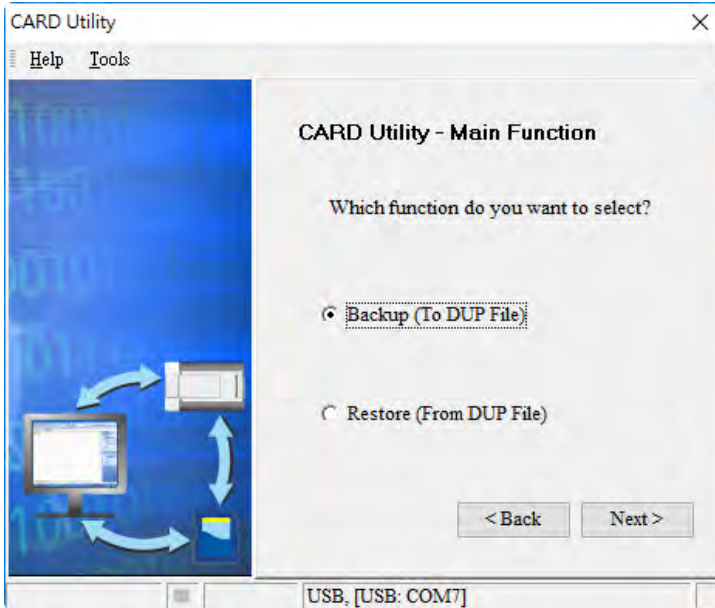 CARD Utility
Help Tools
CARD Utility - Main Function
Which function do you want to select?
Backup (To DUP File)
Restore (From DUP File)
< Back Next >
USB, [USB: COM7]